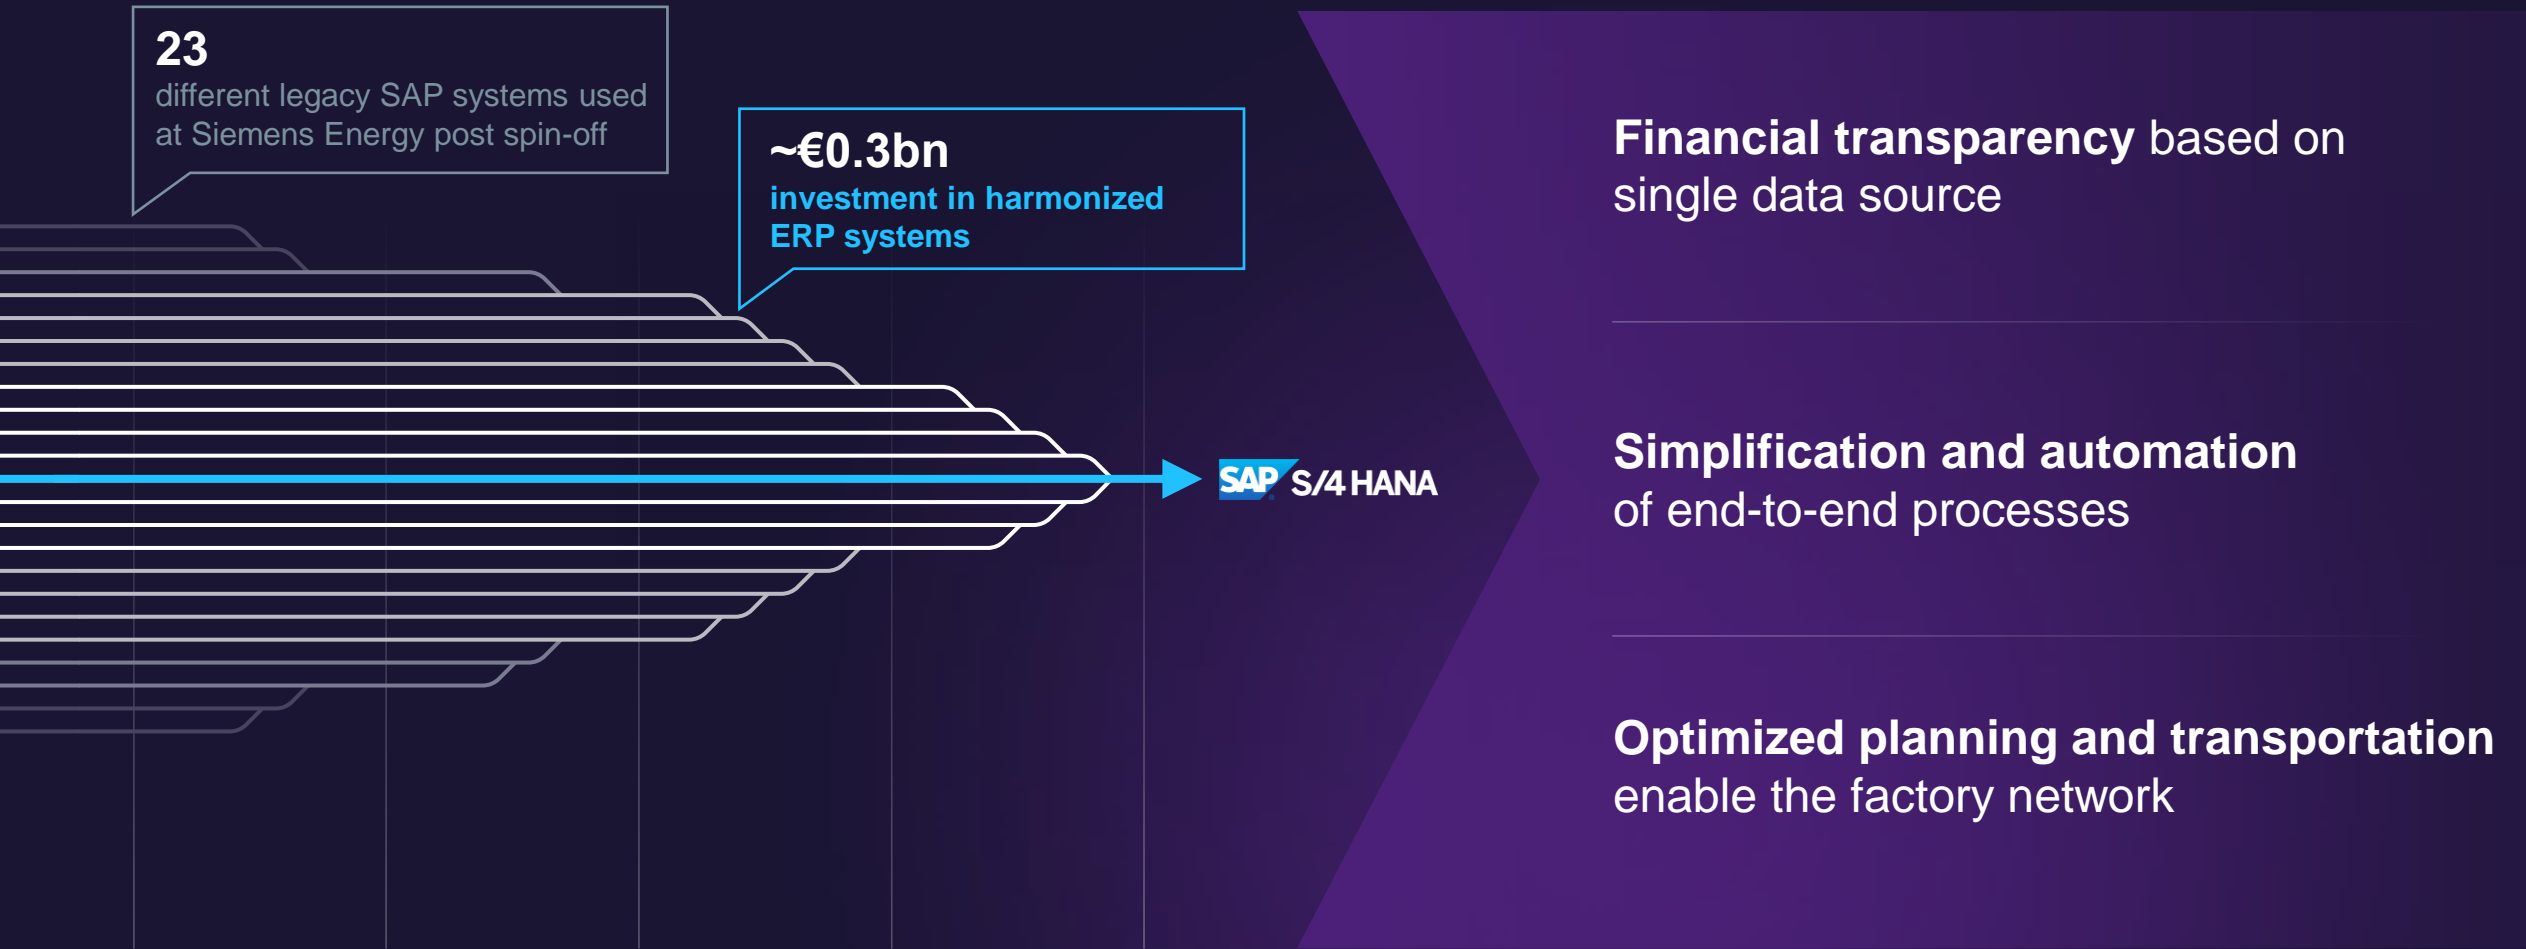 23
different legacy SAP systems used
at Siemens Energy post spin-off
~€0.3bn
investment in harmonized
ERP systems
SAP S/4 HANA
Financial transparency based on
single data source
Simplification and automation
of end-to-end processes
Optimized planning and transportation
enable the factory network